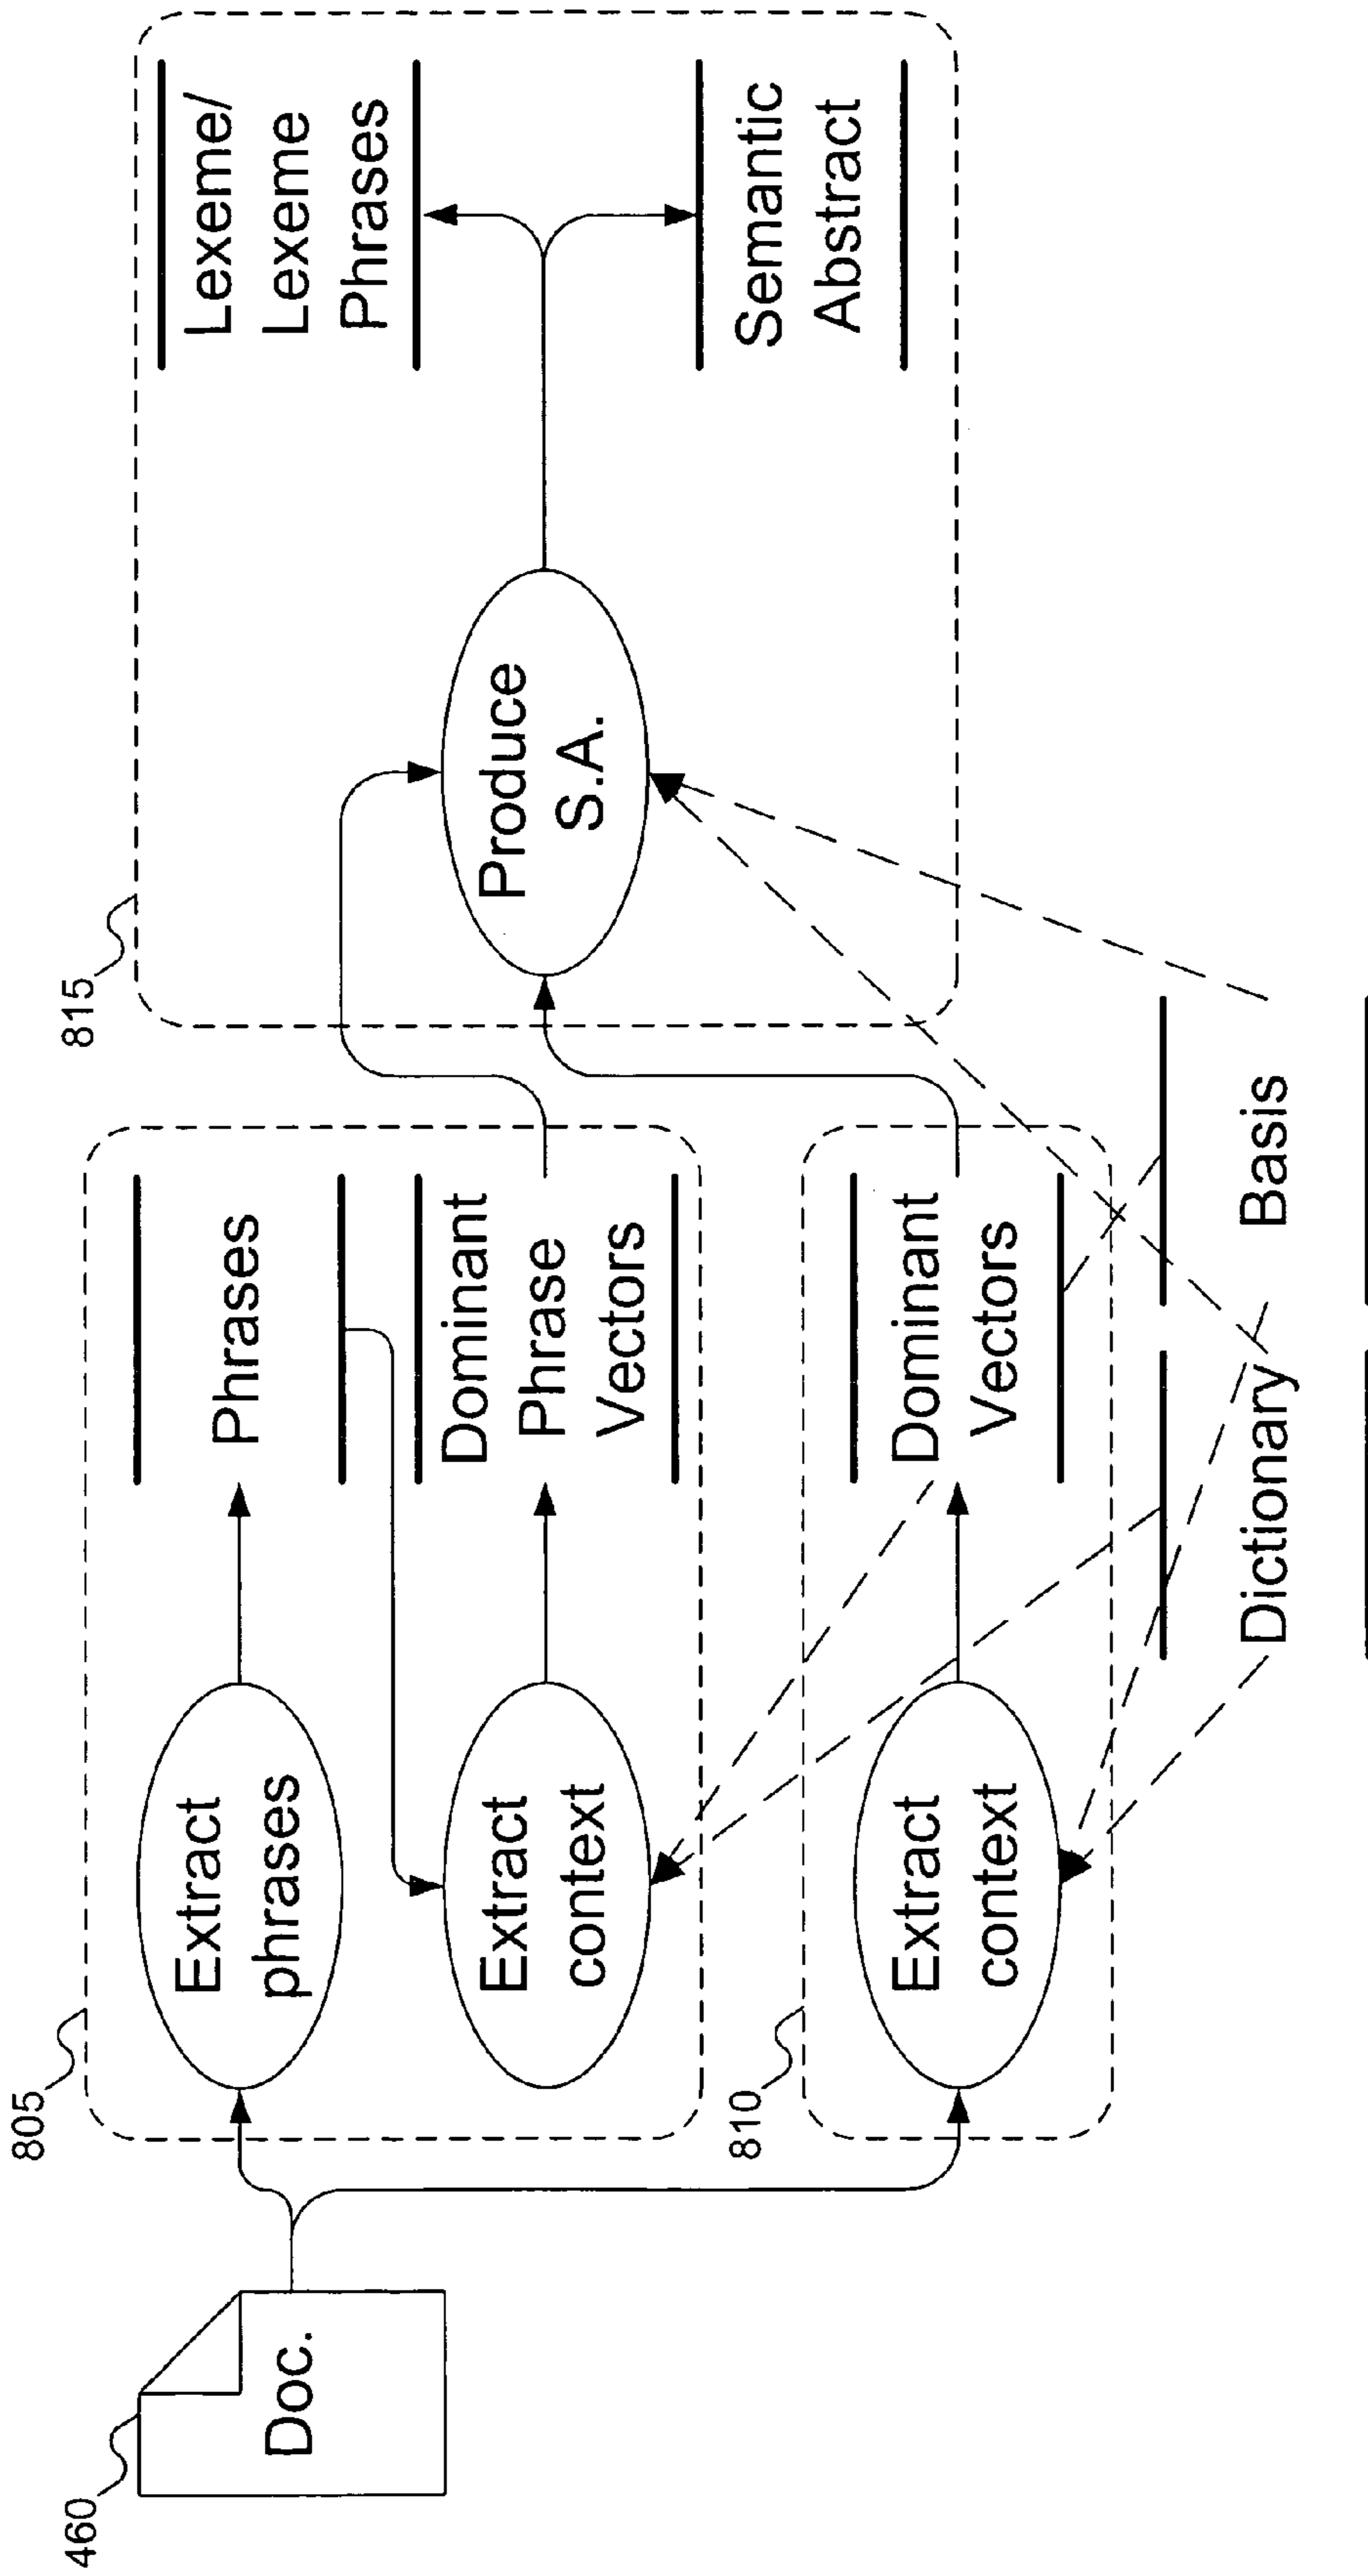 460
Doc.
805
Extract
phrases
Phrases
Extract
context
Dominant
Phrase
Vectors
810
Extract
context
Dominant
Vectors
815
Produce
S.A.
Lexeme/
Lexeme
Phrases
Semantic
Abstract
Dictionary
Basis